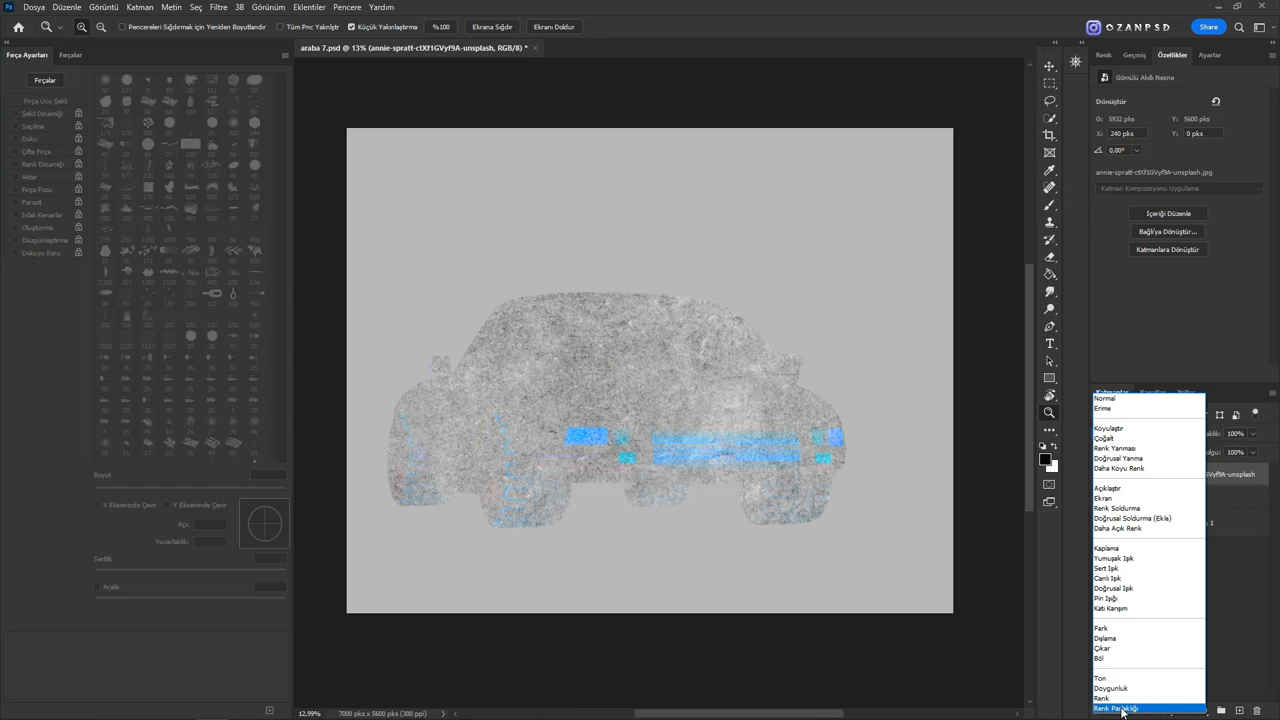 Dosya Düzenle Görüntü Katman Metin Seç Filtre 3B Görünüm Eklentiler Pencere Yardım
Pencereleri Sığdırmak için Yeniden Boyutlandır Tüm Pnc Yaknlştr Küçük Yakınlaştırma %100 Ekrana Sığdır Ekranı Doldur
OZANPSD Share
Fırça Ayarları Fırçalar
araba 7.psd @ 13% (annie-spratt-ctXf1GVyf9A-unsplash, RGB/8) *
Renk Geçmiş Özellikler Ayarlar
Fırçalar
Fırça Ucu Şekli
Şekil Dinamiği
Saçılma
Doku
Çifte Fırça
Renk Dinamiği
Aktar
Fırça Pozu
Parazit
Islak Kenarlar
Oluşturma
Düzgünleştirme
Dokuyu Koru
Boyut
X Ekseninde Çevir Y Ekseninde Çevir
Açı
Yuvarlaklık:
Sertlik
Aralık
Gömülü Akıllı Nesne
Dönüştür
G: 5932 pks Y: 5600 pks
X: 240 pks Y: 0 pks
0,00°
annie-spratt-ctXf1GVyf9A-unsplash.jpg
Katman Kompozisyonu Uygulama
İçeriği Düzenle
Bağlı'ya Dönüştür...
Katmanlara Dönüştür
Normal
Erime
Koyulaştır
Çoğalt
Renk Yanması
Doğrusal Yanma
Daha Koyu Renk
Açıklaştır
Ekran
Renk Soldurma
Doğrusal Soldurma (Ekle)
Daha Açık Renk
Kaplama
Yumuşak Işık
Sert Işık
Canlı Işık
Doğrusal Işık
Pin Işığı
Katı Karışım
Fark
Dışlama
Çıkar
Böl
Ton
Doygunluk
Renk
Renk Parlaklığı
100%
100%
GVyf9A-unsplash
12,99% 7000 pks x 5600 pks (300 ppi)